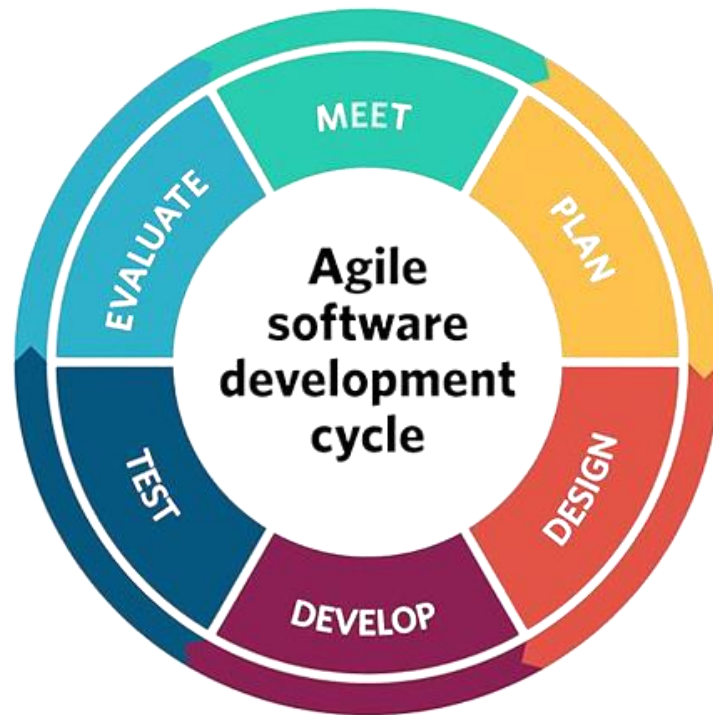 MEET
PLAN
DESIGN
DEVELOP
TEST
EVALUATE
Agile
software
development
cycle